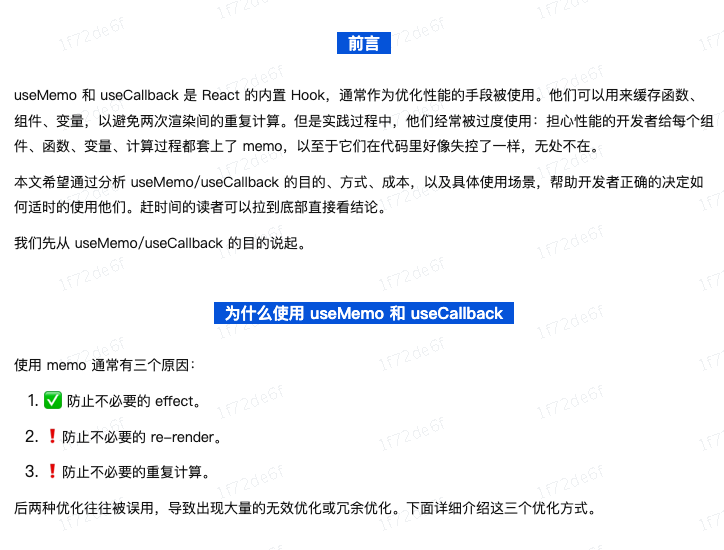 前言
useMemo 和 useCallback 是 React 的内置 Hook，通常作为优化性能的手段被使用。他们可以用来缓存函数、
组件、变量，以避免两次渲染间的重复计算。但是实践过程中，他们经常被过度使用：担心性能的开发者给每个组
件、函数、变量、计算过程都套上了 memo，以至于它们在代码里好像失控了一样，无处不在。
本文希望通过分析 useMemo/useCallback 的目的、方式、成本，以及具体使用场景，帮助开发者正确的决定如
何适时的使用他们。赶时间的读者可以拉到底部直接看结论。
我们先从 useMemo/useCallback 的目的说起。
为什么使用 useMemo 和 useCallback
使用 memo 通常有三个原因：
1. ✅ 防止不必要的 effect。
2. ❗防止不必要的 re-render。
3. ❗防止不必要的重复计算。
后两种优化往往被误用，导致出现大量的无效优化或冗余优化。下面详细介绍这三个优化方式。
1f72de6f